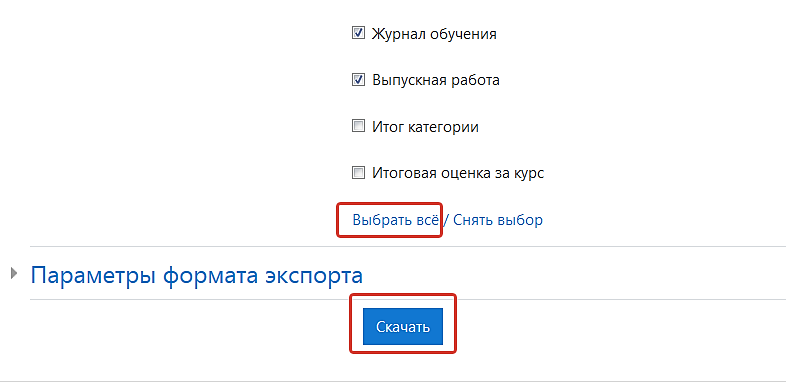 Журнал обучения
Выпускная работа
Итог категории
Итоговая оценка за курс
Выбрать всё / Снять выбор
Параметры формата экспорта
Скачать